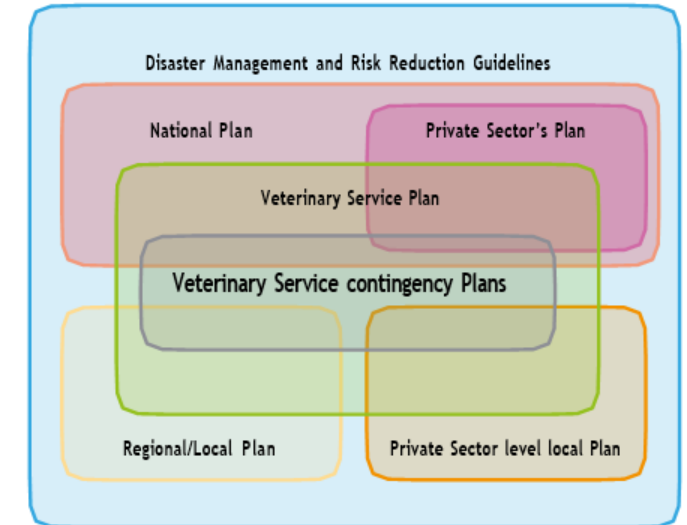 Disaster Management and Risk Reduction Guidelines
National Plan
Private Sector's Plan
Veterinary Service Plan
Veterinary Service contingency Plans
Regional/Local Plan
Private Sector level local Plan